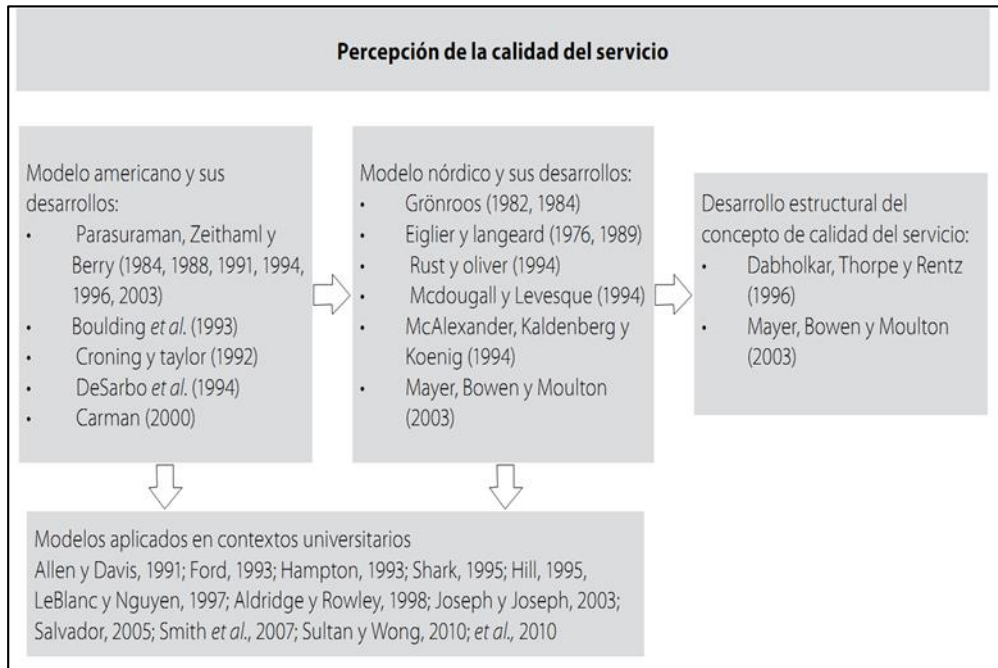 Percepción de la calidad del servicio
Modelo americano y sus
desarrollos:
• Parasuraman, Zeithaml y
Berry (1984, 1988, 1991, 1994,
1996, 2003)
• Boulding et al. (1993)
• Croning y taylor (1992)
• DeSarbo et al. (1994)
• Carman (2000)
Modelo nórdico y sus desarrollos:
• Grönroos (1982, 1984)
• Eiglier y langeard (1976, 1989)
• Rust y oliver (1994)
• Mcdougall y Levesque (1994)
• McAlexander, Kaldenberg y
Koenig (1994)
• Mayer, Bowen y Moulton
(2003)
Desarrollo estructural del
concepto de calidad del servicio:
• Dabholkar, Thorpe y Rentz
(1996)
• Mayer, Bowen y Moulton
(2003)
Modelos aplicados en contextos universitarios
Allen y Davis, 1991; Ford, 1993; Hampton, 1993; Shark, 1995; Hill, 1995,
LeBlanc y Nguyen, 1997; Aldridge y Rowley, 1998; Joseph y Joseph, 2003;
Salvador, 2005; Smith et al., 2007; Sultan y Wong, 2010; et al., 2010